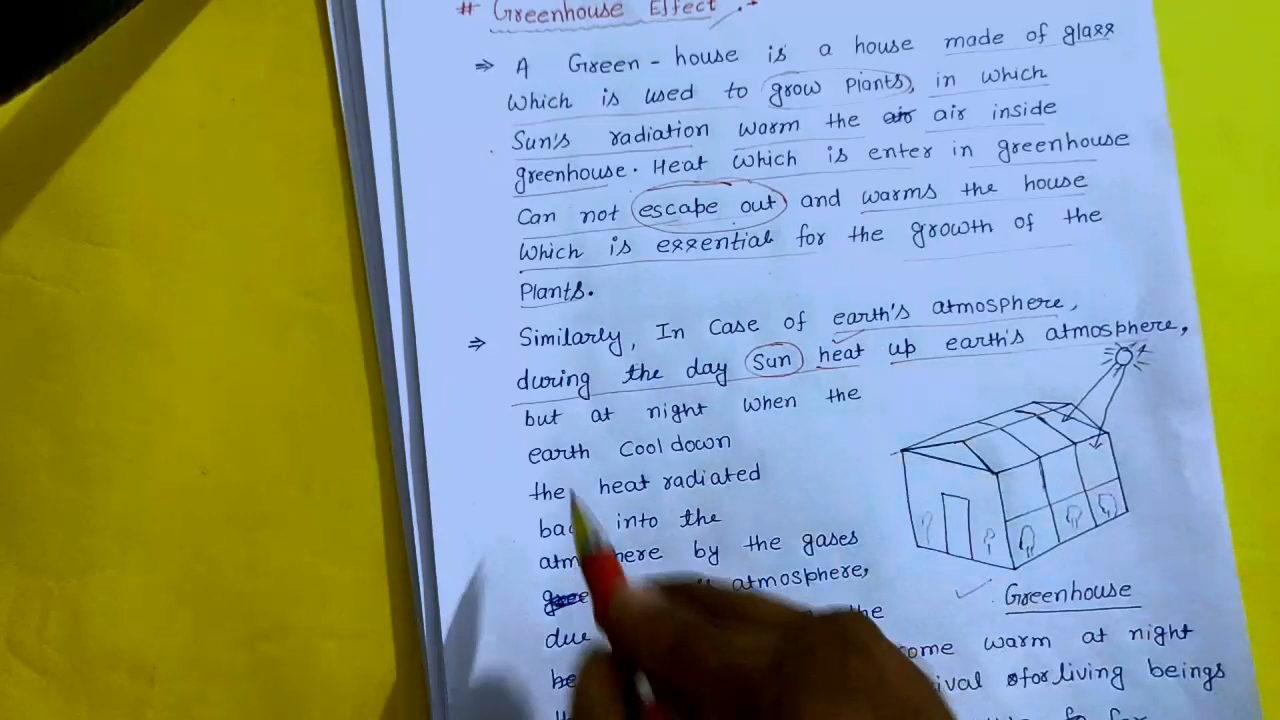 # Greenhouse Effect
⇒ A Green-house is a house made of glass
which is used to grow Plants, in which
Sun's radiation warm the air inside
greenhouse. Heat which is enter in greenhouse
Can not escape out and warms the house
which is essential for the growth of the
Plants.
⇒ Similarly, In Case of earth's atmosphere,
during the day Sun heat up earth's atmosphere,
but at night when the
earth Cool down
the heat radiated
into the
by the gases
atmosphere,
due the
warm at night
for living beings
Greenhouse